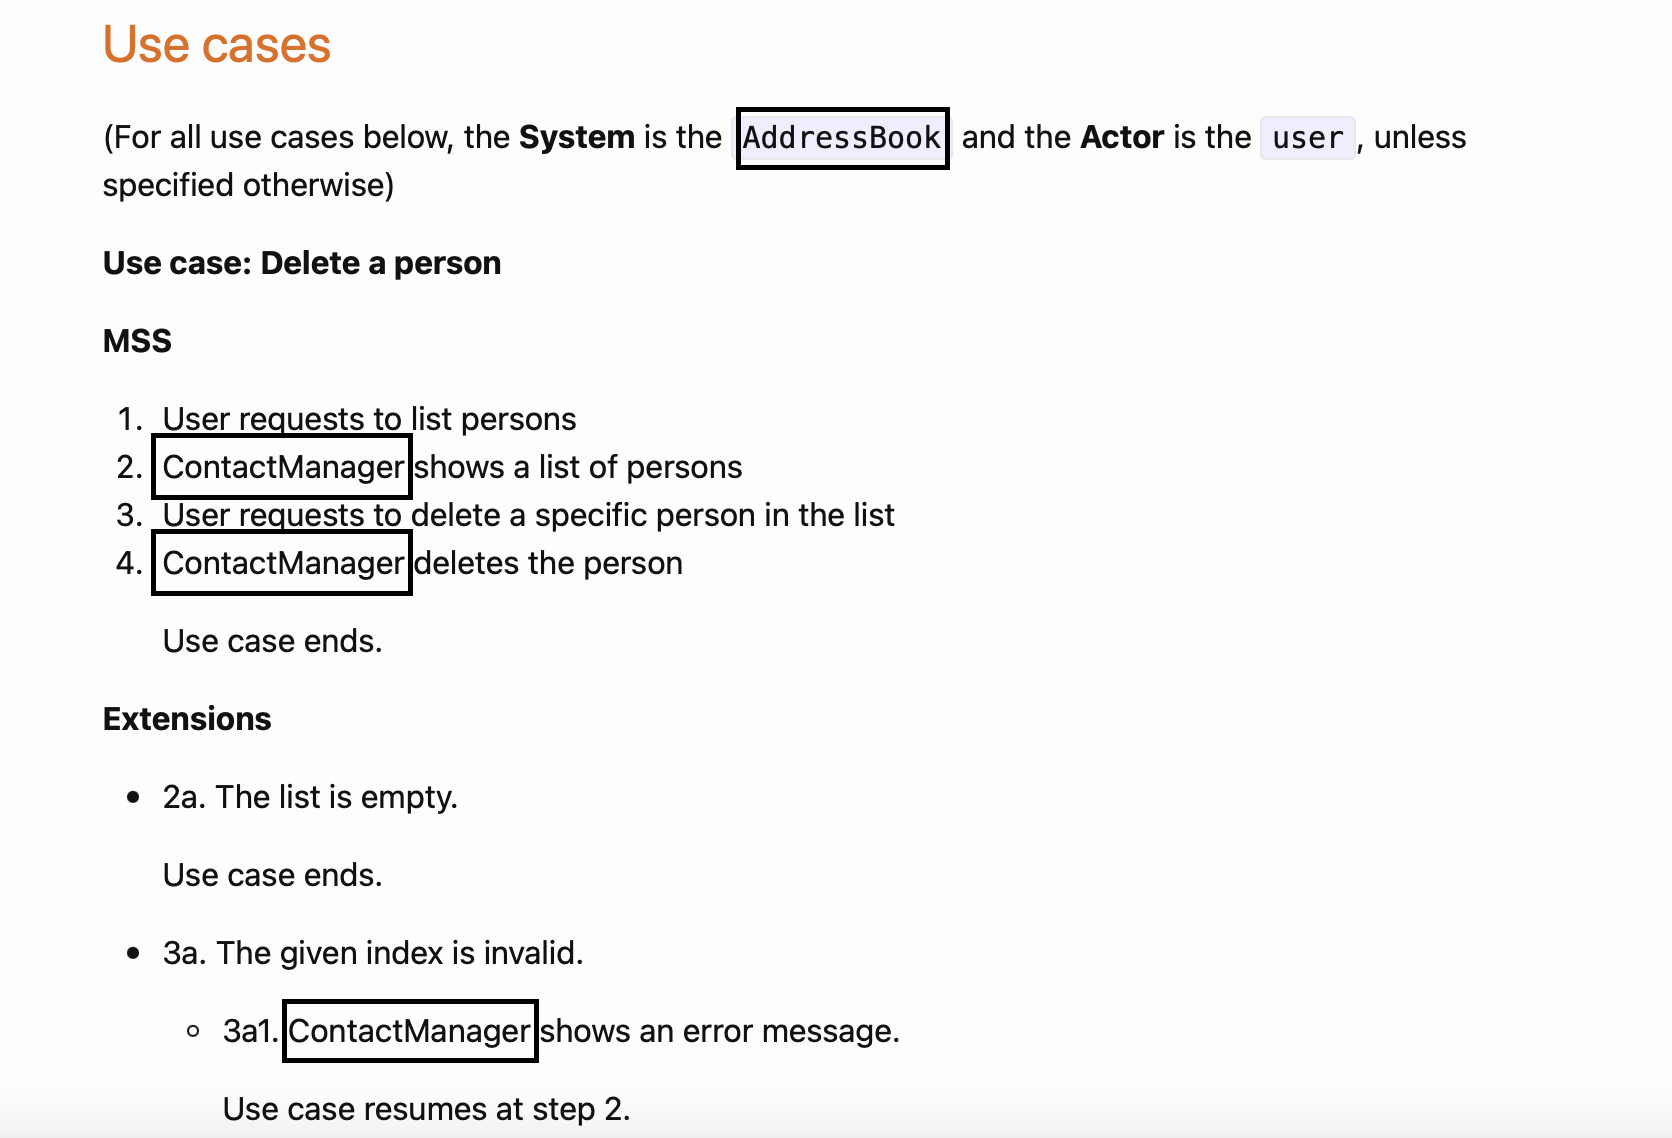 Use cases
(For all use cases below, the System is the AddressBook and the Actor is the user, unless
specified otherwise)
Use case: Delete a person
MSS
1. User requests to list persons
2. ContactManager shows a list of persons
3. User requests to delete a specific person in the list
4. ContactManager deletes the person
Use case ends.
Extensions
• 2a. The list is empty.
Use case ends.
• 3a. The given index is invalid.
◦ 3a1. ContactManager shows an error message.
Use case resumes at step 2.